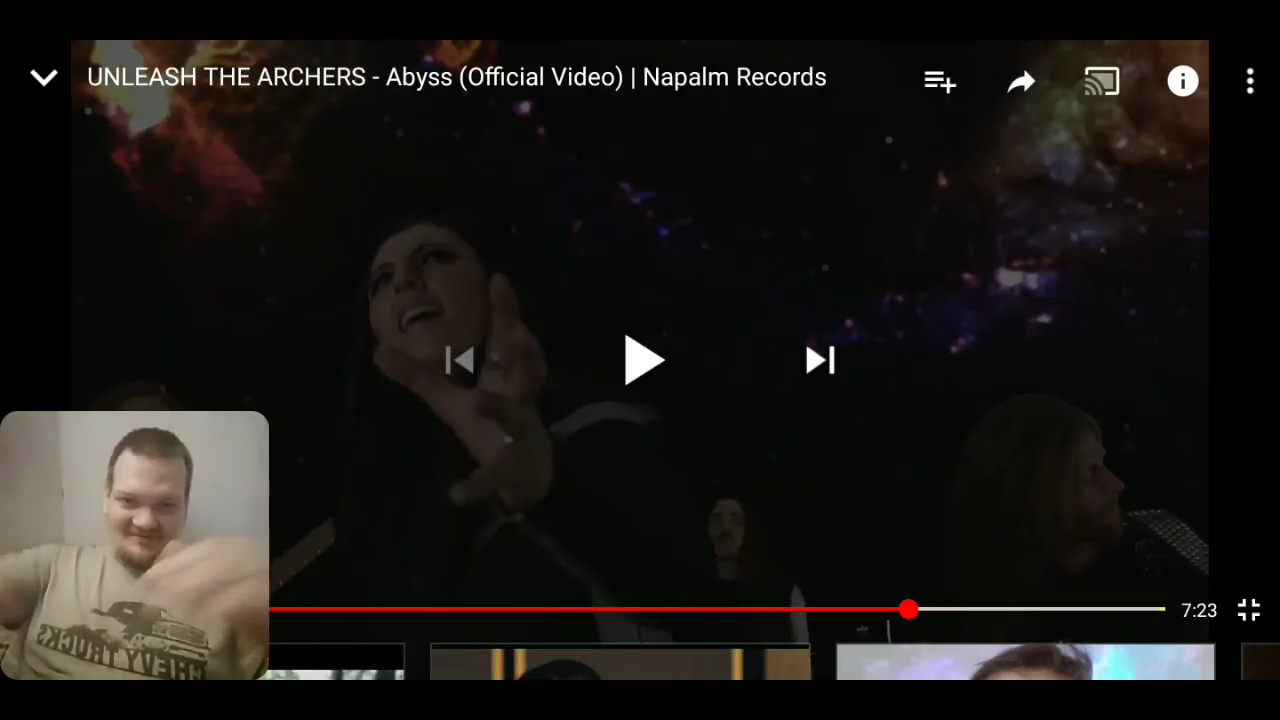 UNLEASH THE ARCHERS - Abyss (Official Video) | Napalm Records
7:23
CHEVY TRUCKS